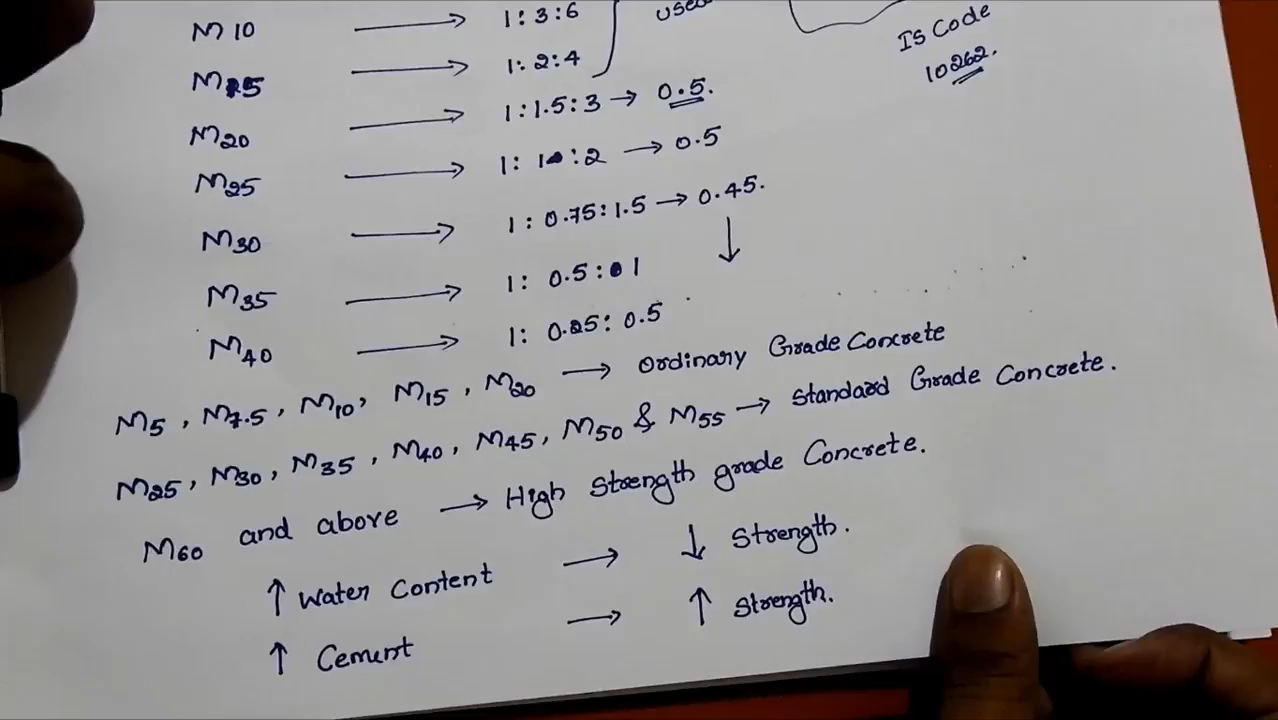 M10 → 1:3:6
used
IS Code
10262.
M15 → 1:2:4
M20 → 1:1.5:3 → 0.5.
M25 → 1:1:2 → 0.5
M30 → 1:0.75:1.5 → 0.45.
↓
M35 → 1:0.5:1
M40 → 1:0.25:0.5
M5, M7.5, M10, M15, M20 → Ordinary Grade Concrete
M25, M30, M35, M40, M45, M50 & M55 → Standard Grade Concrete.
M60 and above → High Strength grade Concrete.
↑ Water Content → ↓ Strength.
↑ Cement → ↑ Strength.